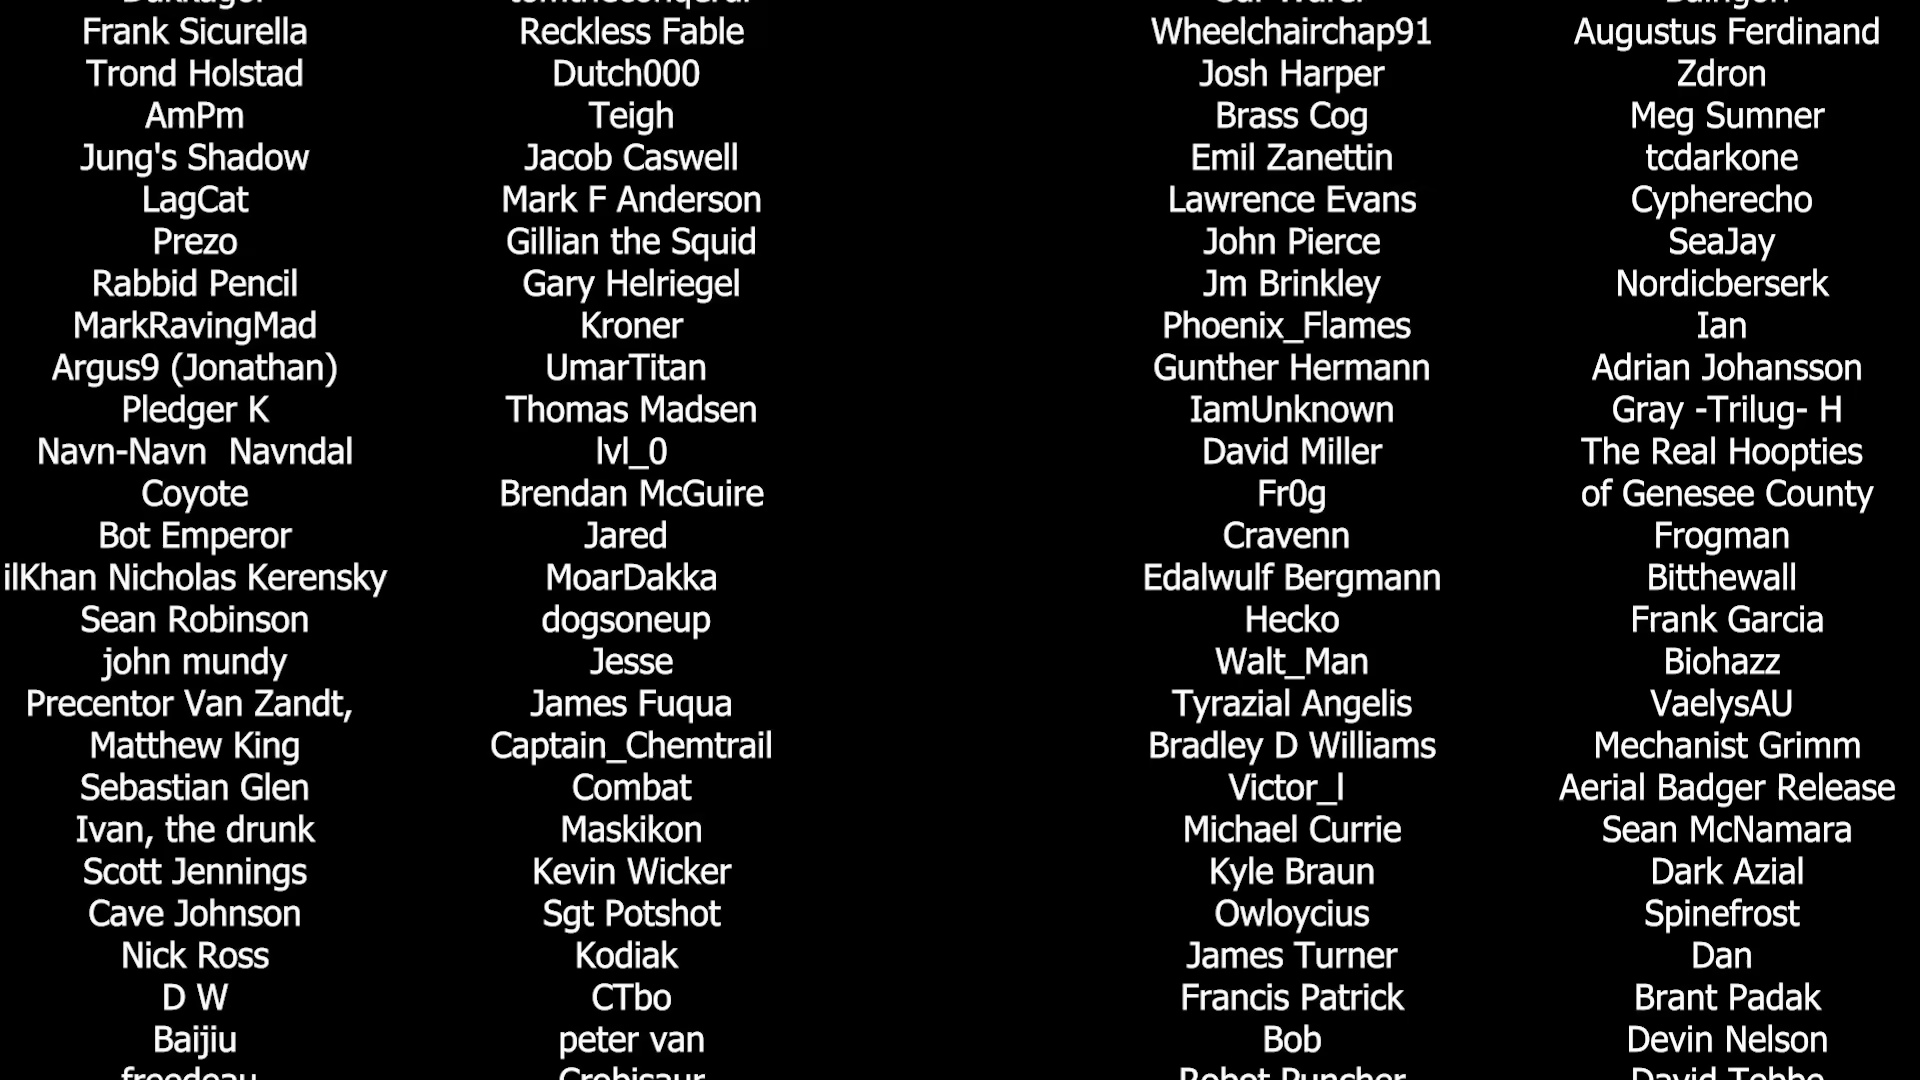 Frank Sicurella
Trond Holstad
AmPm
Jung's Shadow
LagCat
Prezo
Rabbid Pencil
MarkRavingMad
Argus9 (Jonathan)
Pledger K
Navn-Navn  Navndal
Coyote
Bot Emperor
ilKhan Nicholas Kerensky
Sean Robinson
john mundy
Precentor Van Zandt,
Matthew King
Sebastian Glen
Ivan, the drunk
Scott Jennings
Cave Johnson
Nick Ross
D W
Baijiu
Reckless Fable
Dutch000
Teigh
Jacob Caswell
Mark F Anderson
Gillian the Squid
Gary Helriegel
Kroner
UmarTitan
Thomas Madsen
lvl_0
Brendan McGuire
Jared
MoarDakka
dogsoneup
Jesse
James Fuqua
Captain_Chemtrail
Combat
Maskikon
Kevin Wicker
Sgt Potshot
Kodiak
CTbo
peter van
Wheelchairchap91
Josh Harper
Brass Cog
Emil Zanettin
Lawrence Evans
John Pierce
Jm Brinkley
Phoenix_Flames
Gunther Hermann
IamUnknown
David Miller
Fr0g
Cravenn
Edalwulf Bergmann
Hecko
Walt_Man
Tyrazial Angelis
Bradley D Williams
Victor_l
Michael Currie
Kyle Braun
Owloycius
James Turner
Francis Patrick
Bob
Robot Puncher
Augustus Ferdinand
Zdron
Meg Sumner
tcdarkone
Cypherecho
SeaJay
Nordicberserk
Ian
Adrian Johansson
Gray -Trilug- H
The Real Hoopties
of Genesee County
Frogman
Bitthewall
Frank Garcia
Biohazz
VaelysAU
Mechanist Grimm
Aerial Badger Release
Sean McNamara
Dark Azial
Spinefrost
Dan
Brant Padak
Devin Nelson